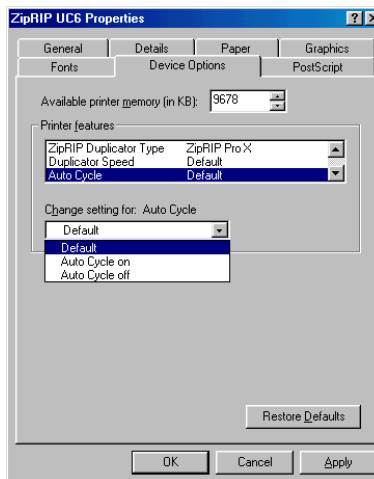 ZipRIP UC6 Properties
General Details Paper Graphics
Fonts Device Options PostScript
Available printer memory (in KB): 9678
Printer features
ZipRIP Duplicator Type ZipRIP Pro X
Duplicator Speed Default
Auto Cycle Default
Change setting for: Auto Cycle
Default
Default
Auto Cycle on
Auto Cycle off
Restore Defaults
OK Cancel Apply